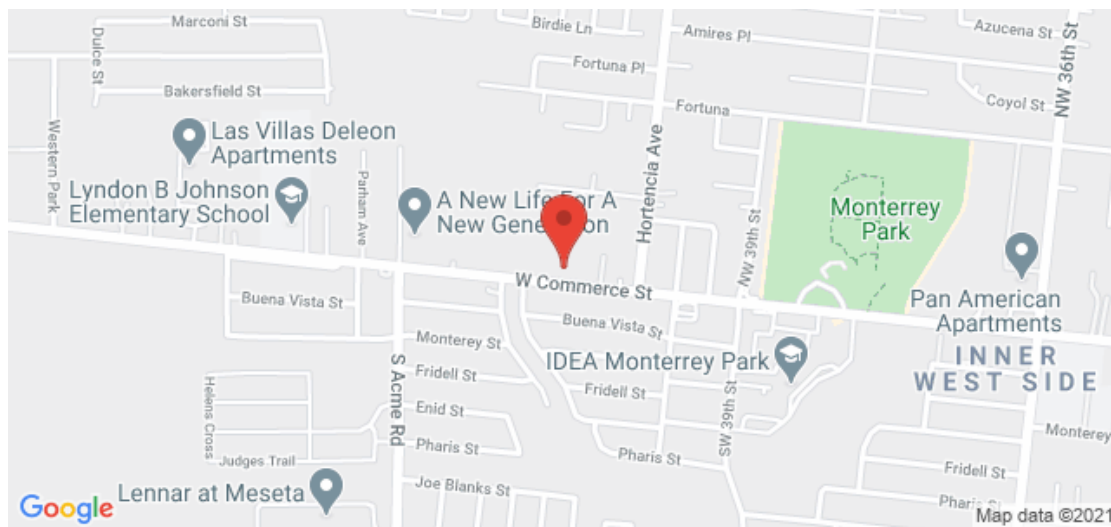 Marconi St
Birdie Ln
Amires Pl
Azucena St
NW 36th St
Dulce St
Fortuna Pl
Bakersfield St
Fortuna
Coyol St
Western Park
Las Villas Deleon
Apartments
Parham Ave
Lyndon B Johnson
Elementary School
A New Life For A
New Generation
Hortencia Ave
NW 39th St
Monterrey
Park
W Commerce St
Buena Vista St
Buena Vista St
Pan American
Apartments
Monterey St
IDEA Monterrey Park
INNER
WEST SIDE
S Acme Rd
Fridell St
Fridell St
Helens Cross
Enid St
SW 39th St
Monterey
Pharis St
Pharis St
Judges Trail
Fridell St
Lennar at Meseta
Joe Blanks St
Pharis S
Google
Map data ©2021